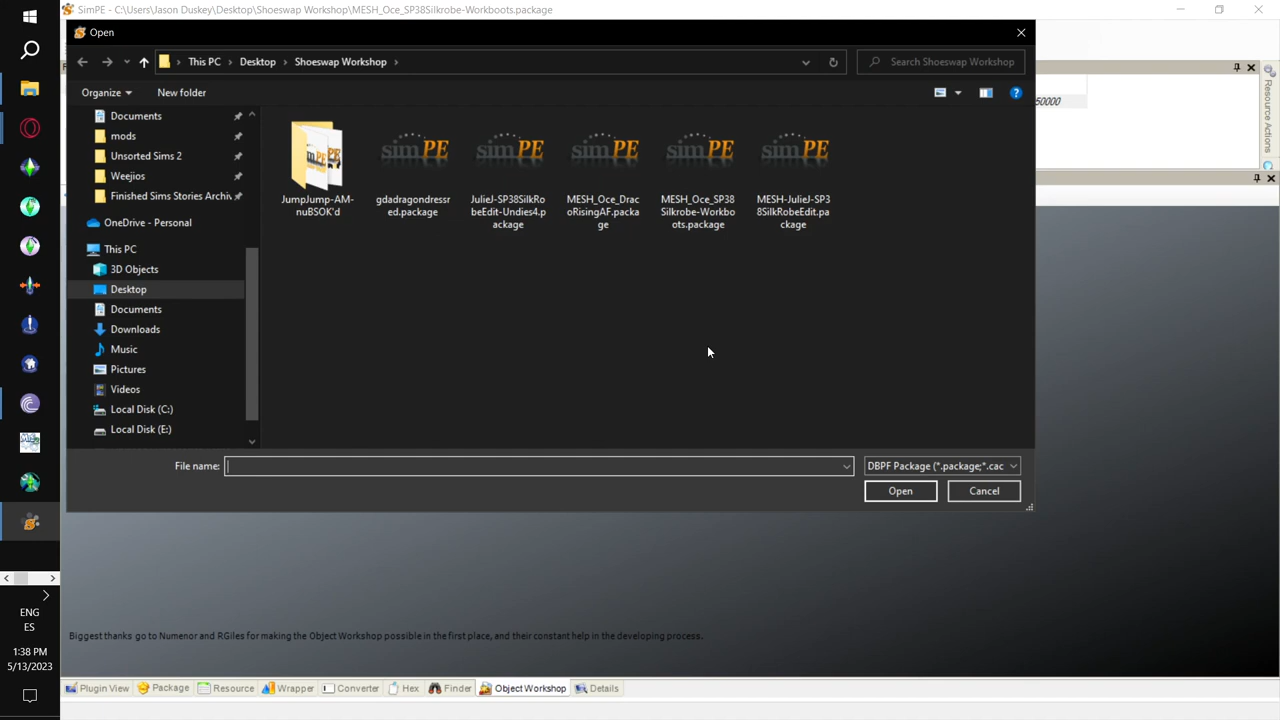 SimPE - C:\Users\Jason Duskey\Desktop\Shoeswap Workshop\MESH_Oce_SP38Silkrobe-Workboots.package
Open
This PC > Desktop > Shoeswap Workshop >
Search Shoeswap Workshop
Organize
New folder
Documents
mods
Unsorted Sims 2
Weejios
Finished Sims Stories Archiv
OneDrive - Personal
This PC
3D Objects
Desktop
Documents
Downloads
Music
Pictures
Videos
Local Disk (C:)
Local Disk (E:)
simPE
simPE
simPE
simPE
simPE
JumpJump-AM-
nuBSOK'd
gdadragondressr
ed.package
JulieJ-SP38SilkRo
beEdit-Undies4.p
ackage
MESH_Oce_Drac
oRisingAF.packa
ge
MESH_Oce_SP38
Silkrobe-Workbo
ots.package
MESH-JulieJ-SP3
8SilkRobeEdit.pa
ckage
File name:
DBPF Package (*.package;*.cac
Open
Cancel
50000
Resource Actions
Biggest thanks go to Numenor and RGiles for making the Object Workshop possible in the first place, and their constant help in the developing process.
Plugin View
Package
Resource
Wrapper
Converter
Hex
Finder
Object Workshop
Details
ENG
ES
1:38 PM
5/13/2023